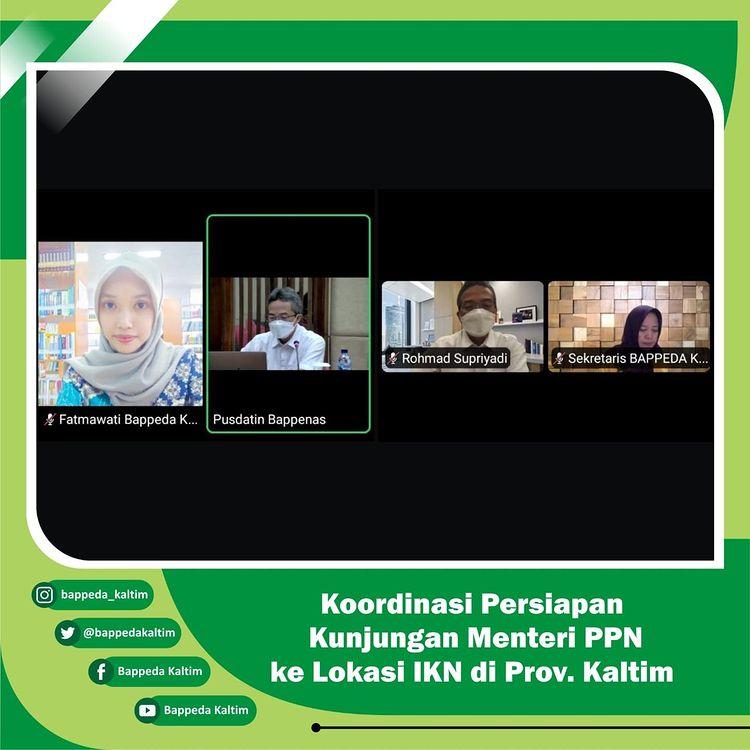 Fatmawati Bappeda K...
Pusdatin Bappenas
Rohmad Supriyadi
Sekretaris BAPPEDA K...
bappeda_kaltim
@bappedakaltim
Bappeda Kaltim
Bappeda Kaltim
Koordinasi Persiapan
Kunjungan Menteri PPN
ke Lokasi IKN di Prov. Kaltim